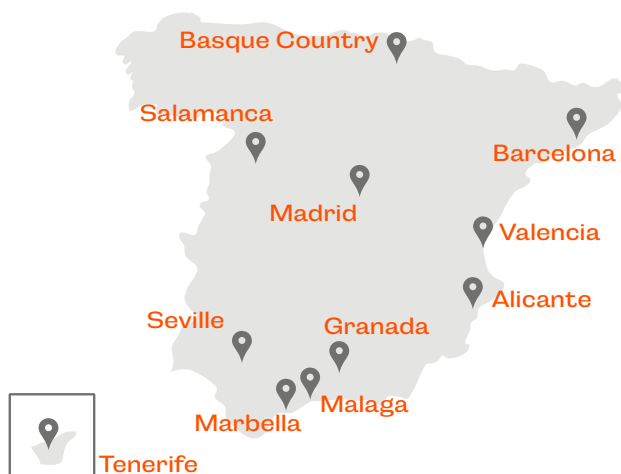 Basque Country
Salamanca
Barcelona
Madrid
Valencia
Alicante
Seville
Granada
Malaga
Marbella
Tenerife